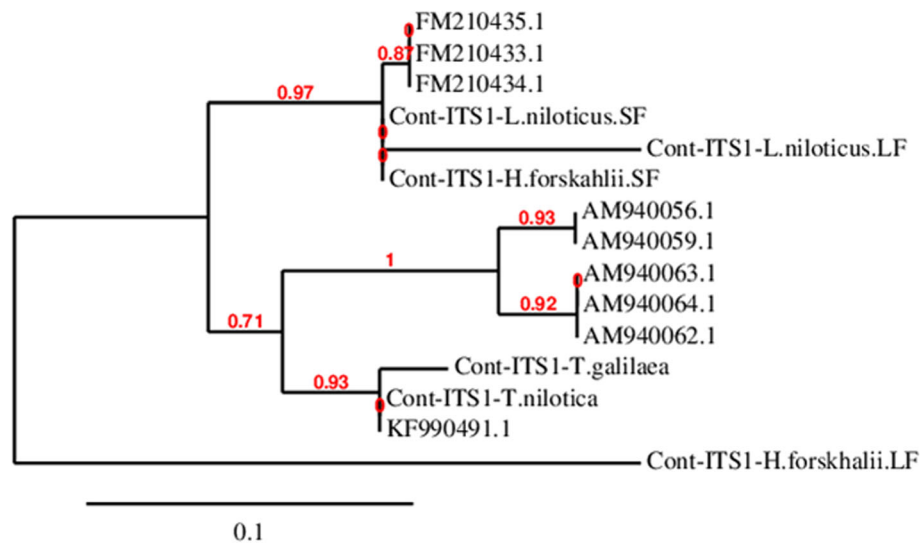 FM210435.1
0
0.87
FM210433.1
FM210434.1
0.97
Cont-ITS1-L.niloticus.SF
0
Cont-ITS1-L.niloticus.LF
0
Cont-ITS1-H.forskahlii.SF
AM940056.1
0.93
AM940059.1
1
AM940063.1
0
0.92
AM940064.1
AM940062.1
0.71
Cont-ITS1-T.galilaea
0.93
Cont-ITS1-T.nilotica
0
KF990491.1
Cont-ITS1-H.forskhalii.LF
0.1